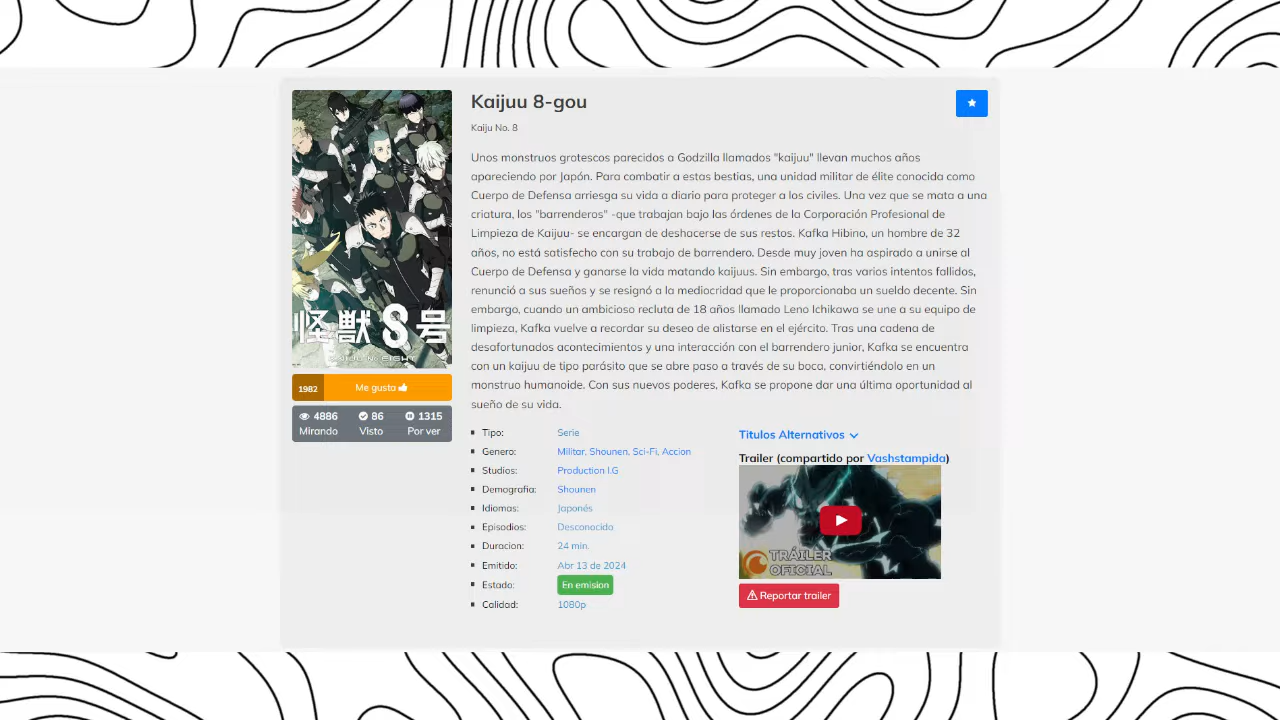 Kaijuu 8-gou
Kaiju No. 8
Unos monstruos grotescos parecidos a Godzilla llamados "kaijuu" llevan muchos años
apareciendo por Japón. Para combatir a estas bestias, una unidad militar de élite conocida como
Cuerpo de Defensa arriesga su vida a diario para proteger a los civiles. Una vez que se mata a una
criatura, los "barrenderos" -que trabajan bajo las órdenes de la Corporación Profesional de
Limpieza de Kaijuu- se encargan de deshacerse de sus restos. Kafka Hibino, un hombre de 32
años, no está satisfecho con su trabajo de barrendero. Desde muy joven ha aspirado a unirse al
Cuerpo de Defensa y ganarse la vida matando kaijuus. Sin embargo, tras varios intentos fallidos,
renunció a sus sueños y se resignó a la mediocridad que le proporcionaba un sueldo decente. Sin
embargo, cuando un ambicioso recluta de 18 años llamado Leno Ichikawa se une a su equipo de
limpieza, Kafka vuelve a recordar su deseo de alistarse en el ejército. Tras una cadena de
desafortunados acontecimientos y una interacción con el barrendero junior, Kafka se encuentra
con un kaijuu de tipo parásito que se abre paso a través de su boca, convirtiéndolo en un
monstruo humanoide. Con sus nuevos poderes, Kafka se propone dar una última oportunidad al
sueño de su vida.
怪獣8号
KAIJU No. EIGHT
1982 Me gusta
4886 86 1315
Mirando Visto Por ver
Tipo: Serie
Genero: Militar, Shounen, Sci-Fi, Accion
Studios: Production I.G
Demografia: Shounen
Idiomas: Japonés
Episodios: Desconocido
Duracion: 24 min.
Emitido: Abr 13 de 2024
Estado: En emision
Calidad: 1080p
Titulos Alternativos
Trailer (compartido por Vashstampida)
TRÁILER
OFICIAL
Reportar trailer